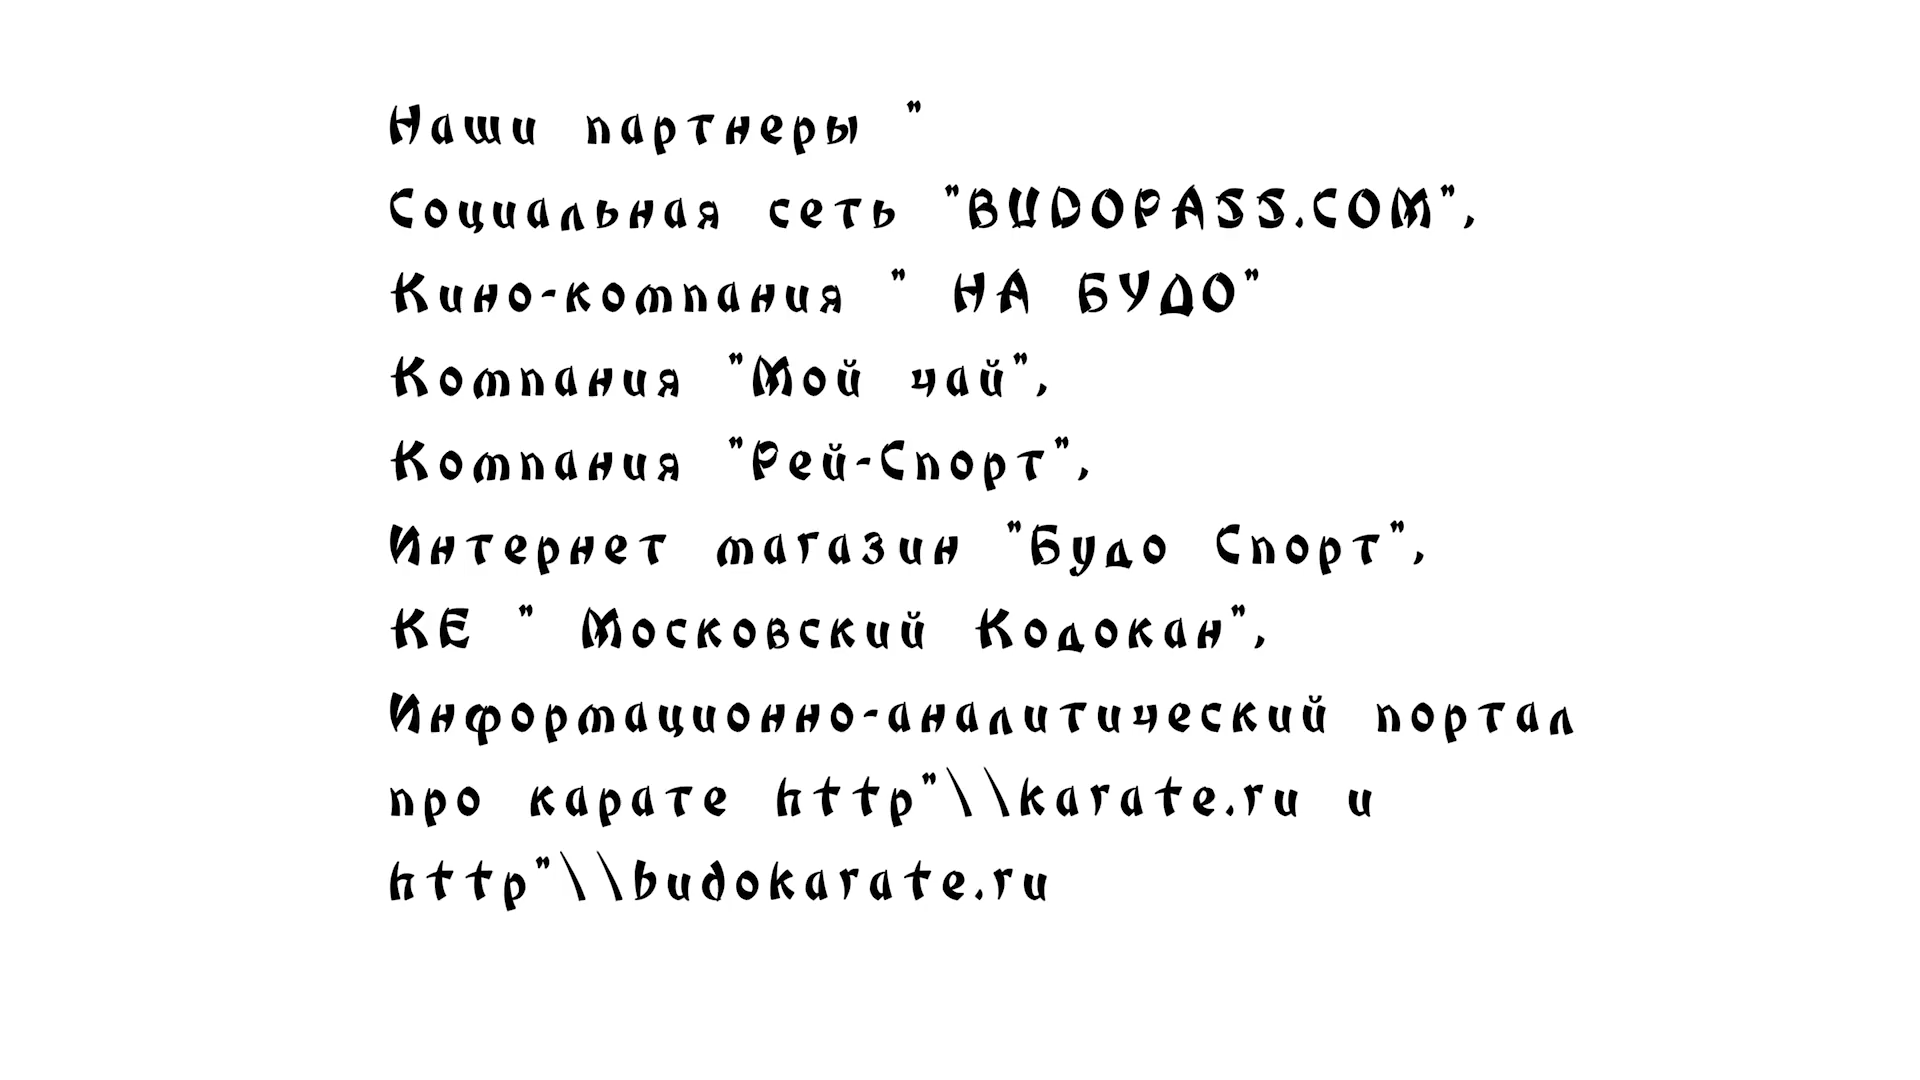 Наши партнеры "
Социальная сеть "BUDOPASS.COM",
Кино-компания " НА БУДО"
Компания "Мой чай",
Компания "Рей-Спорт",
Интернет магазин "Будо Спорт",
КЕ " Московский Кодокан",
Информационно-аналитический портал
про карате http"\\karate.ru и
http"\\budokarate.ru